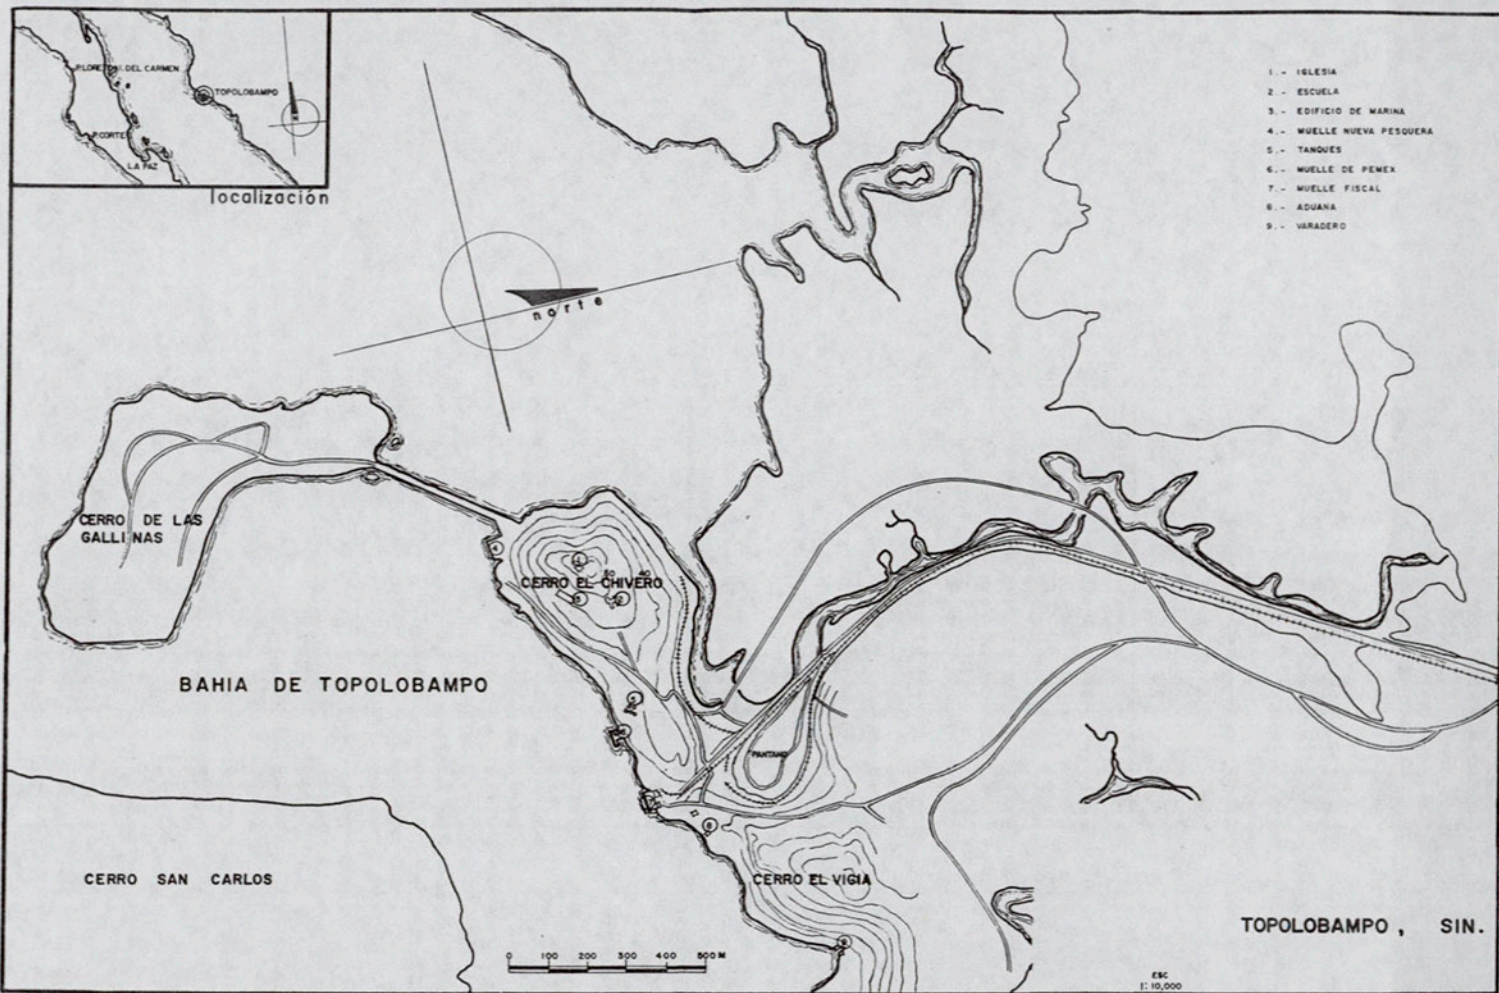 P. LORETO
I. DEL CARMEN
TOPOLOBAMPO
P. CORTES
LA PAZ
localización
1.- IGLESIA
2.- ESCUELA
3.- EDIFICIO DE MARINA
4.- MUELLE NUEVA PESQUERA
5.- TANQUES
6.- MUELLE DE PEMEX
7.- MUELLE FISCAL
8.- ADUANA
9.- VARADERO
norte
CERRO DE LAS
GALLINAS
CERRO EL CHIVERO
BAHIA DE TOPOLOBAMPO
PANTANO
CERRO SAN CARLOS
CERRO EL VIGIA
TOPOLOBAMPO, SIN.
0 100 200 300 400 500 M
ESC
1:10,000